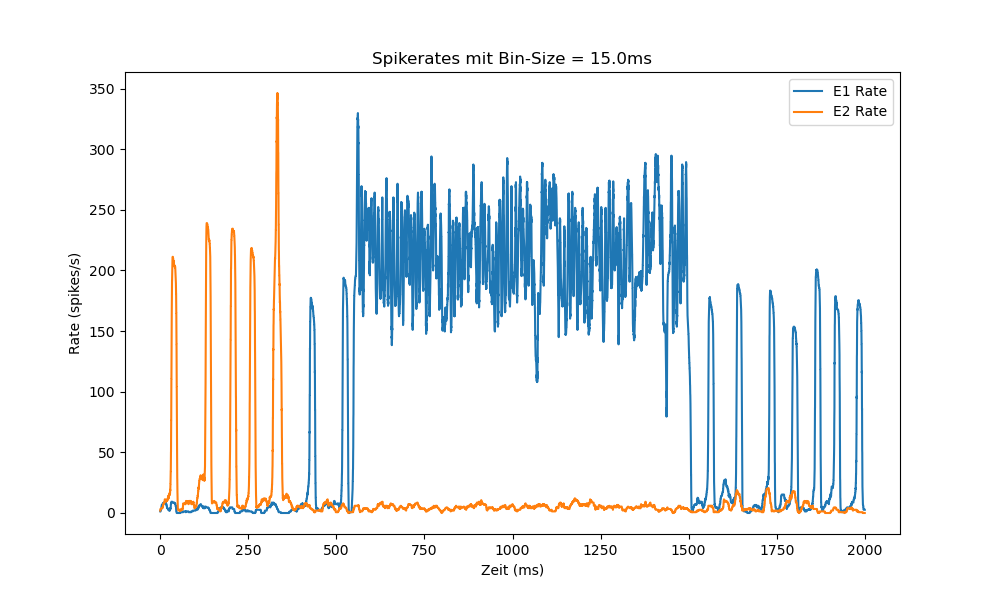 Spikerates mit Bin-Size = 15.0ms
E1 Rate
E2 Rate
Rate (spikes/s)
350
300
250
200
150
100
50
0
0 250 500 750 1000 1250 1500 1750 2000
Zeit (ms)